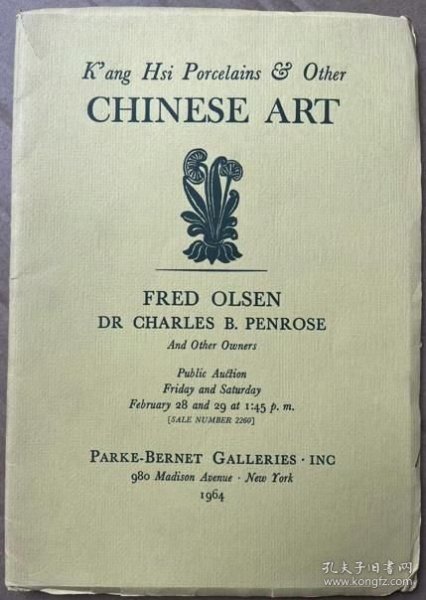 K'ang Hsi Porcelains & Other
CHINESE ART
FRED OLSEN
DR CHARLES B. PENROSE
And Other Owners
Public Auction
Friday and Saturday
February 28 and 29 at 1:45 p. m.
[SALE NUMBER 2260]
PARKE-BERNET GALLERIES · INC
980 Madison Avenue · New York
1964
孔夫子旧书网
www.kongfz.com